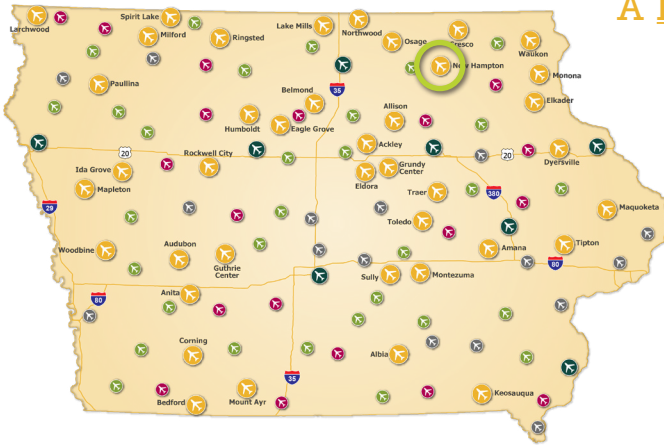 A
Spirit Lake
Larchwood
Milford
Ringsted
Lake Mills
Northwood
Osage
Cresco
Waukon
New Hampton
Monona
Paullina
Belmond
35
Elkader
Humboldt
Eagle Grove
Allison
Ackley
20
Rockwell City
20
Dyersville
Ida Grove
Mapleton
Eldora
Grundy
Center
Traer
380
29
Maquoketa
Toledo
Woodbine
Audubon
Guthrie
Center
Amana
Tipton
80
Sully
Montezuma
Anita
80
Corning
Albia
35
Bedford
Mount Ayr
Keosauqua